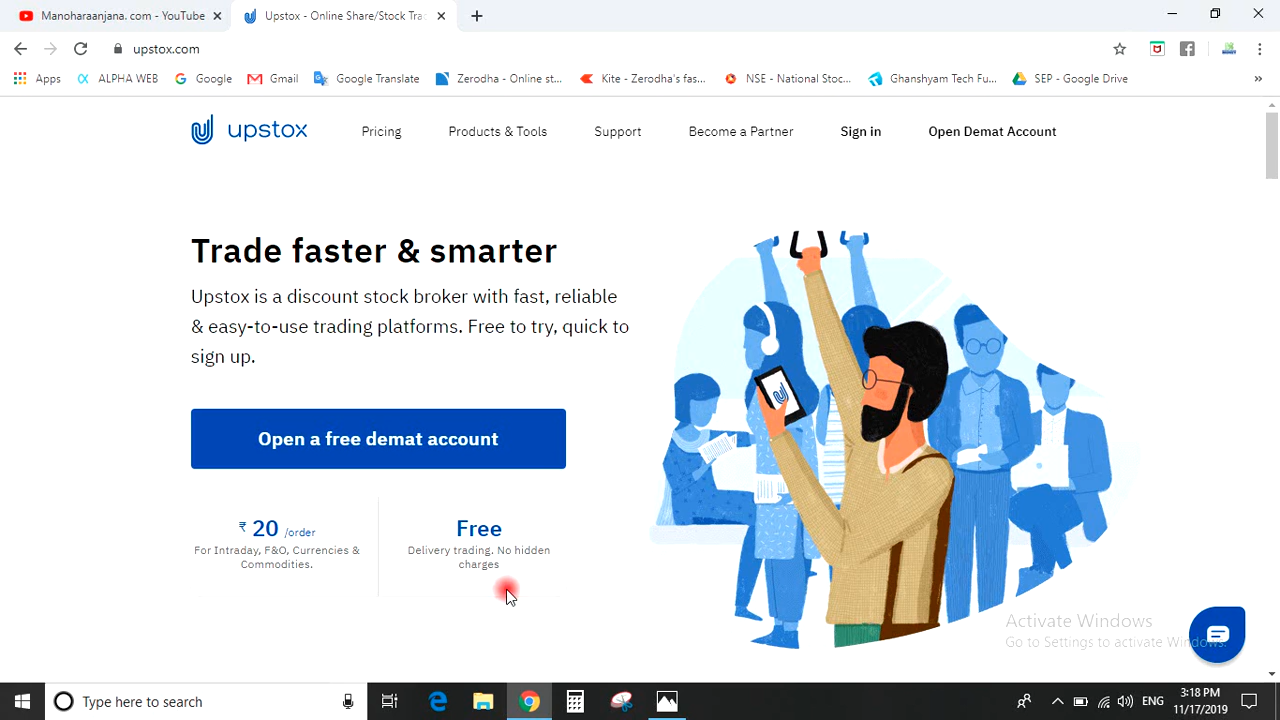 Manoharaanjana. com - YouTube
Upstox - Online Share/Stock Tra
upstox.com
Apps
ALPHA WEB
Google
Gmail
Google Translate
Zerodha - Online st...
Kite - Zerodha's fas...
NSE - National Stoc...
Ghanshyam Tech Fu...
SEP - Google Drive
upstox
Pricing
Products & Tools
Support
Become a Partner
Sign in
Open Demat Account
Trade faster & smarter
Upstox is a discount stock broker with fast, reliable
& easy-to-use trading platforms. Free to try, quick to
sign up.
Open a free demat account
₹ 20 /order
For Intraday, F&O, Currencies &
Commodities.
Free
Delivery trading. No hidden
charges
Activate Windows
Go to Settings to activate Windows.
Type here to search
ENG
3:18 PM
11/17/2019